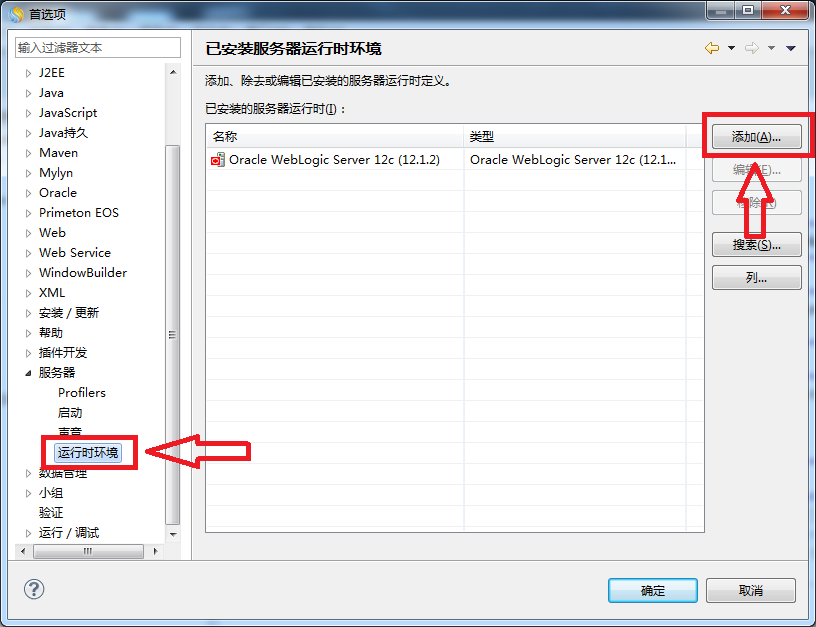 首选项
输入过滤器文本
J2EE
Java
JavaScript
Java持久
Maven
Mylyn
Oracle
Primeton EOS
Web
Web Service
WindowBuilder
XML
安装 / 更新
帮助
插件开发
服务器
Profilers
启动
声音
运行时环境
数据管理
小组
验证
运行 / 调试
已安装服务器运行时环境
添加、除去或编辑已安装的服务器运行时定义。
已安装的服务器运行时(I)：
名称 类型
Oracle WebLogic Server 12c (12.1.2) Oracle WebLogic Server 12c (12.1...
添加(A)...
编辑(E)...
移除(R)
搜索(S)...
列...
?
确定
取消